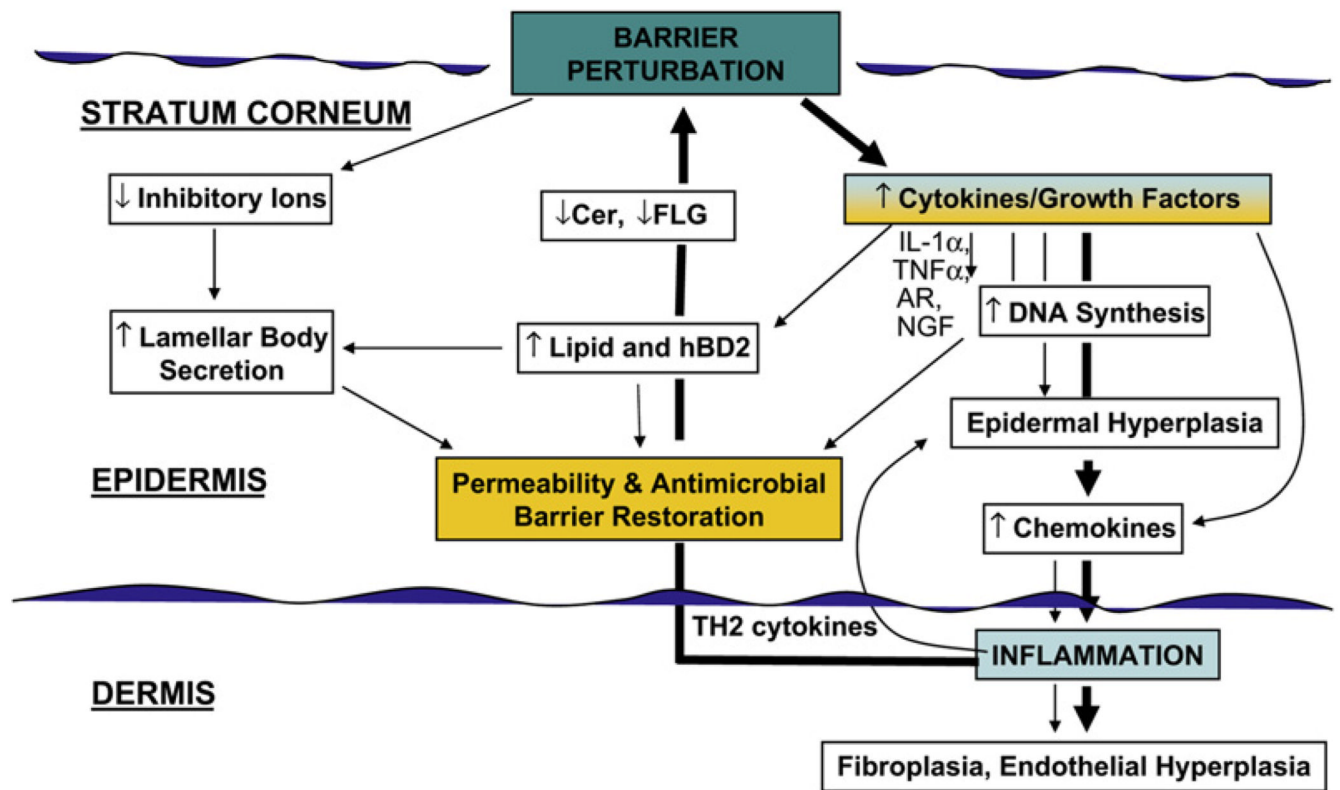 BARRIER
PERTURBATION
STRATUM CORNEUM
↓ Inhibitory Ions
↓Cer, ↓FLG
↑ Cytokines/Growth Factors
IL-1α,
TNFα,
AR,
NGF
↑ DNA Synthesis
↑ Lamellar Body
Secretion
↑ Lipid and hBD2
Epidermal Hyperplasia
EPIDERMIS
Permeability & Antimicrobial
Barrier Restoration
↑ Chemokines
TH2 cytokines
INFLAMMATION
DERMIS
Fibroplasia, Endothelial Hyperplasia